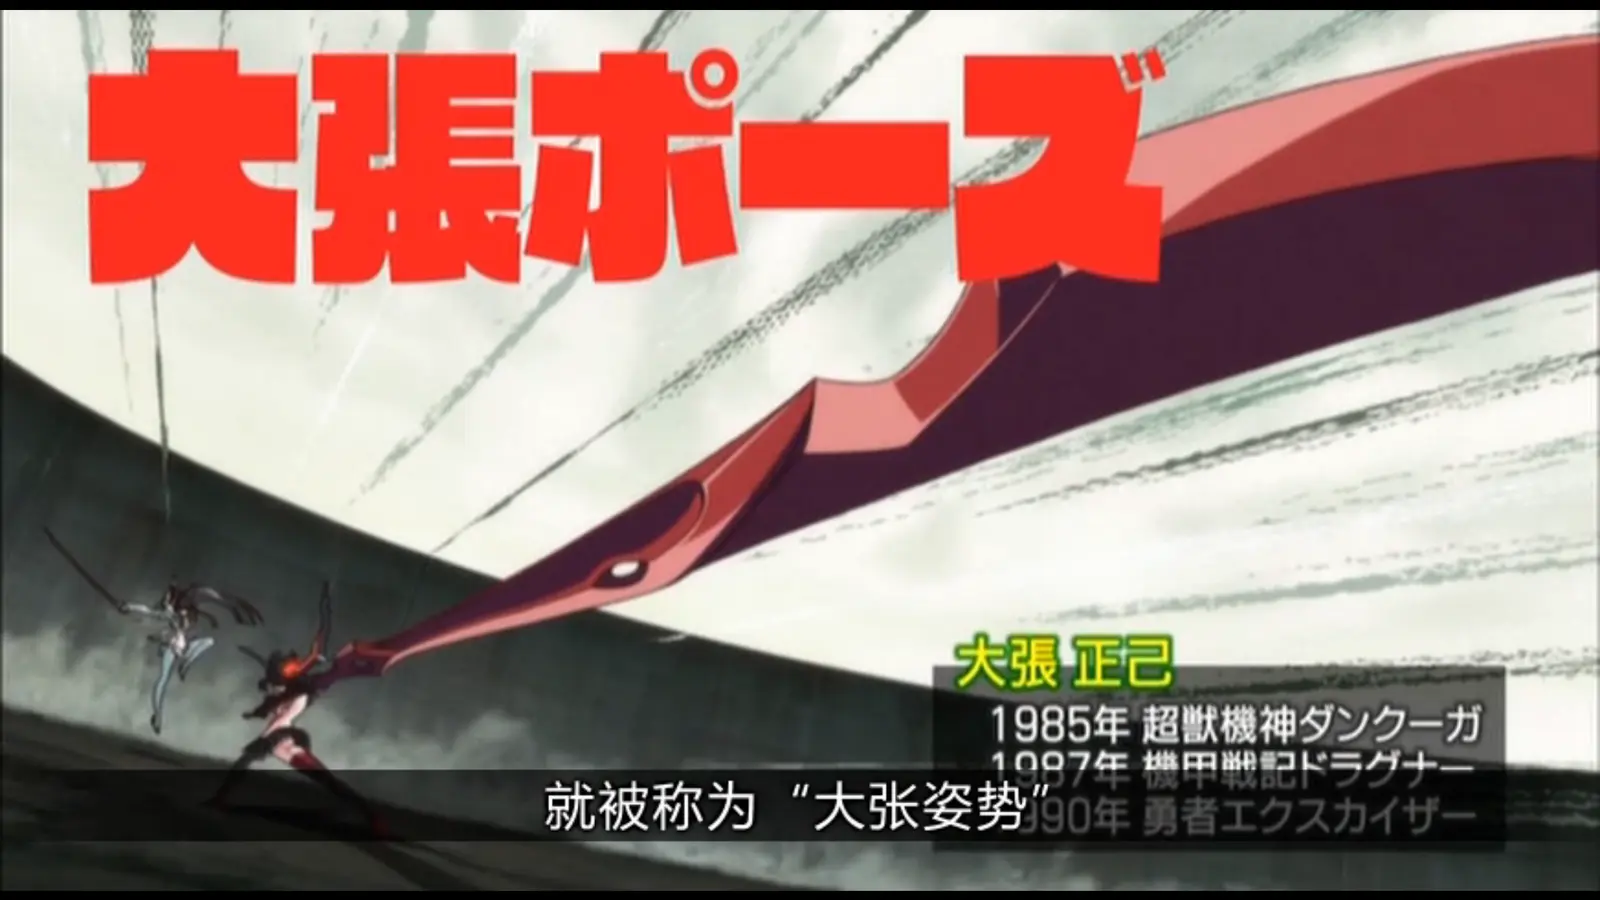 大張ポーズ
大張 正己
1985年 超獣機神ダンクーガ
1987年 機甲戦記ドラグナー
就被称为“大张姿势”
990年 勇者エクスカイザー